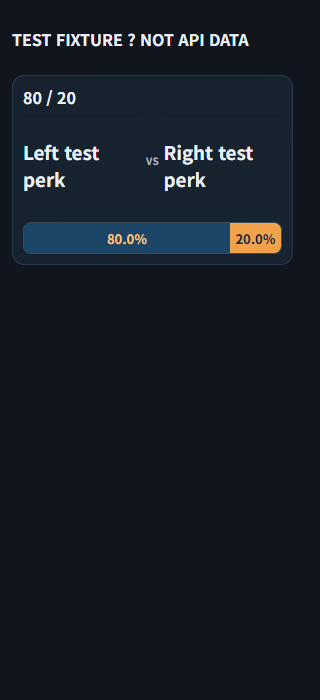 TEST FIXTURE ? NOT API DATA
80 / 20
Left test perk
vs
Right test perk
80.0%
20.0%